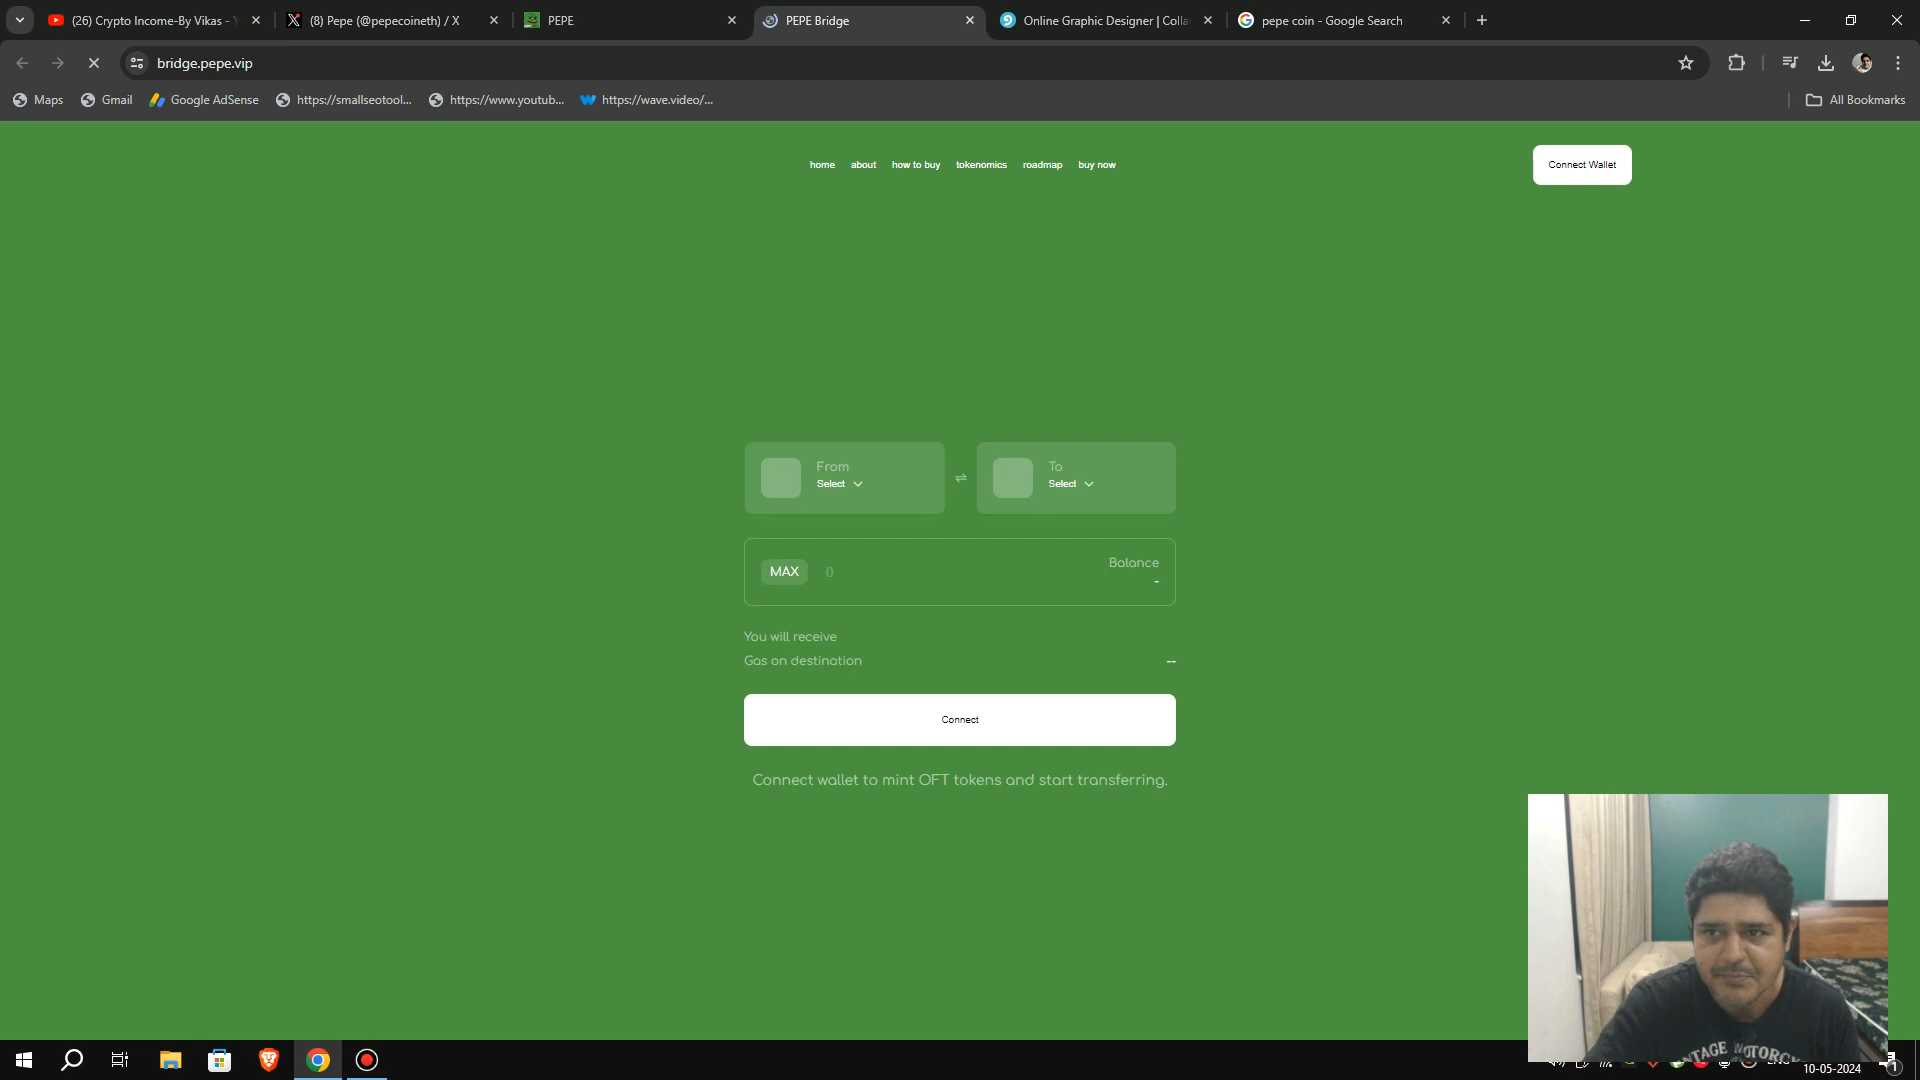 (26) Crypto Income-By Vikas - Y
(8) Pepe (@pepecoineth) / X
PEPE
PEPE Bridge
Online Graphic Designer | Colla
pepe coin - Google Search
bridge.pepe.vip
Maps
Gmail
Google AdSense
https://smallseotool...
https://www.youtub...
https://wave.video/...
All Bookmarks
home
about
how to buy
tokenomics
roadmap
buy now
Connect Wallet
From
Select
To
Select
MAX
0
Balance
-
You will receive
Gas on destination
--
Connect
Connect wallet to mint OFT tokens and start transferring.
10-05-2024
1